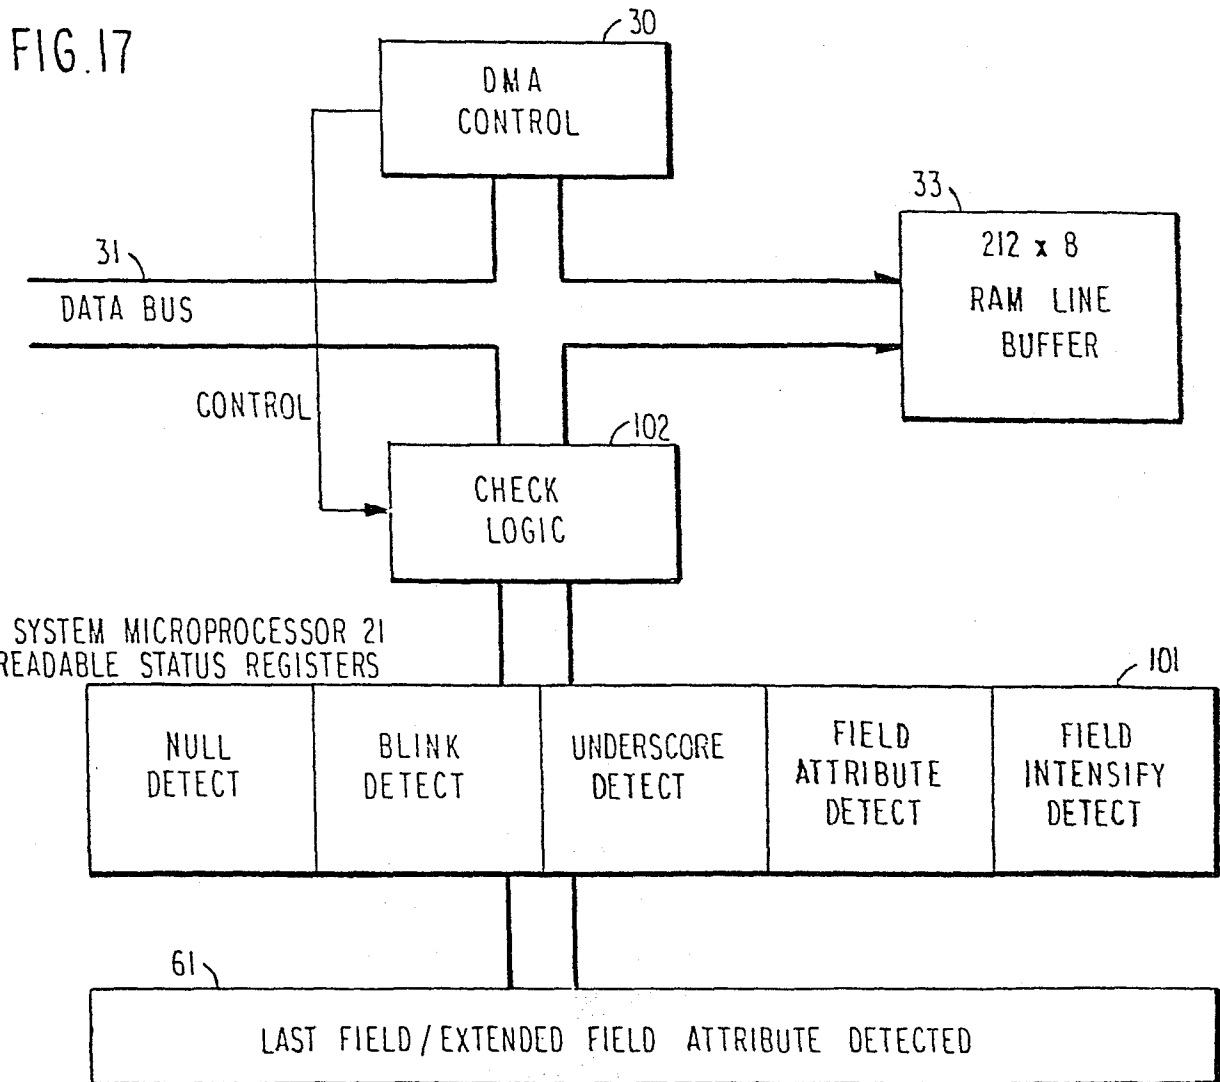 FIG.17
30
DMA
CONTROL
33
212 x 8
RAM LINE
BUFFER
31
DATA BUS
CONTROL
102
CHECK
LOGIC
SYSTEM MICROPROCESSOR 21
READABLE STATUS REGISTERS
101
NULL
DETECT
BLINK
DETECT
UNDERSCORE
DETECT
FIELD
ATTRIBUTE
DETECT
FIELD
INTENSIFY
DETECT
61
LAST FIELD/EXTENDED FIELD ATTRIBUTE DETECTED